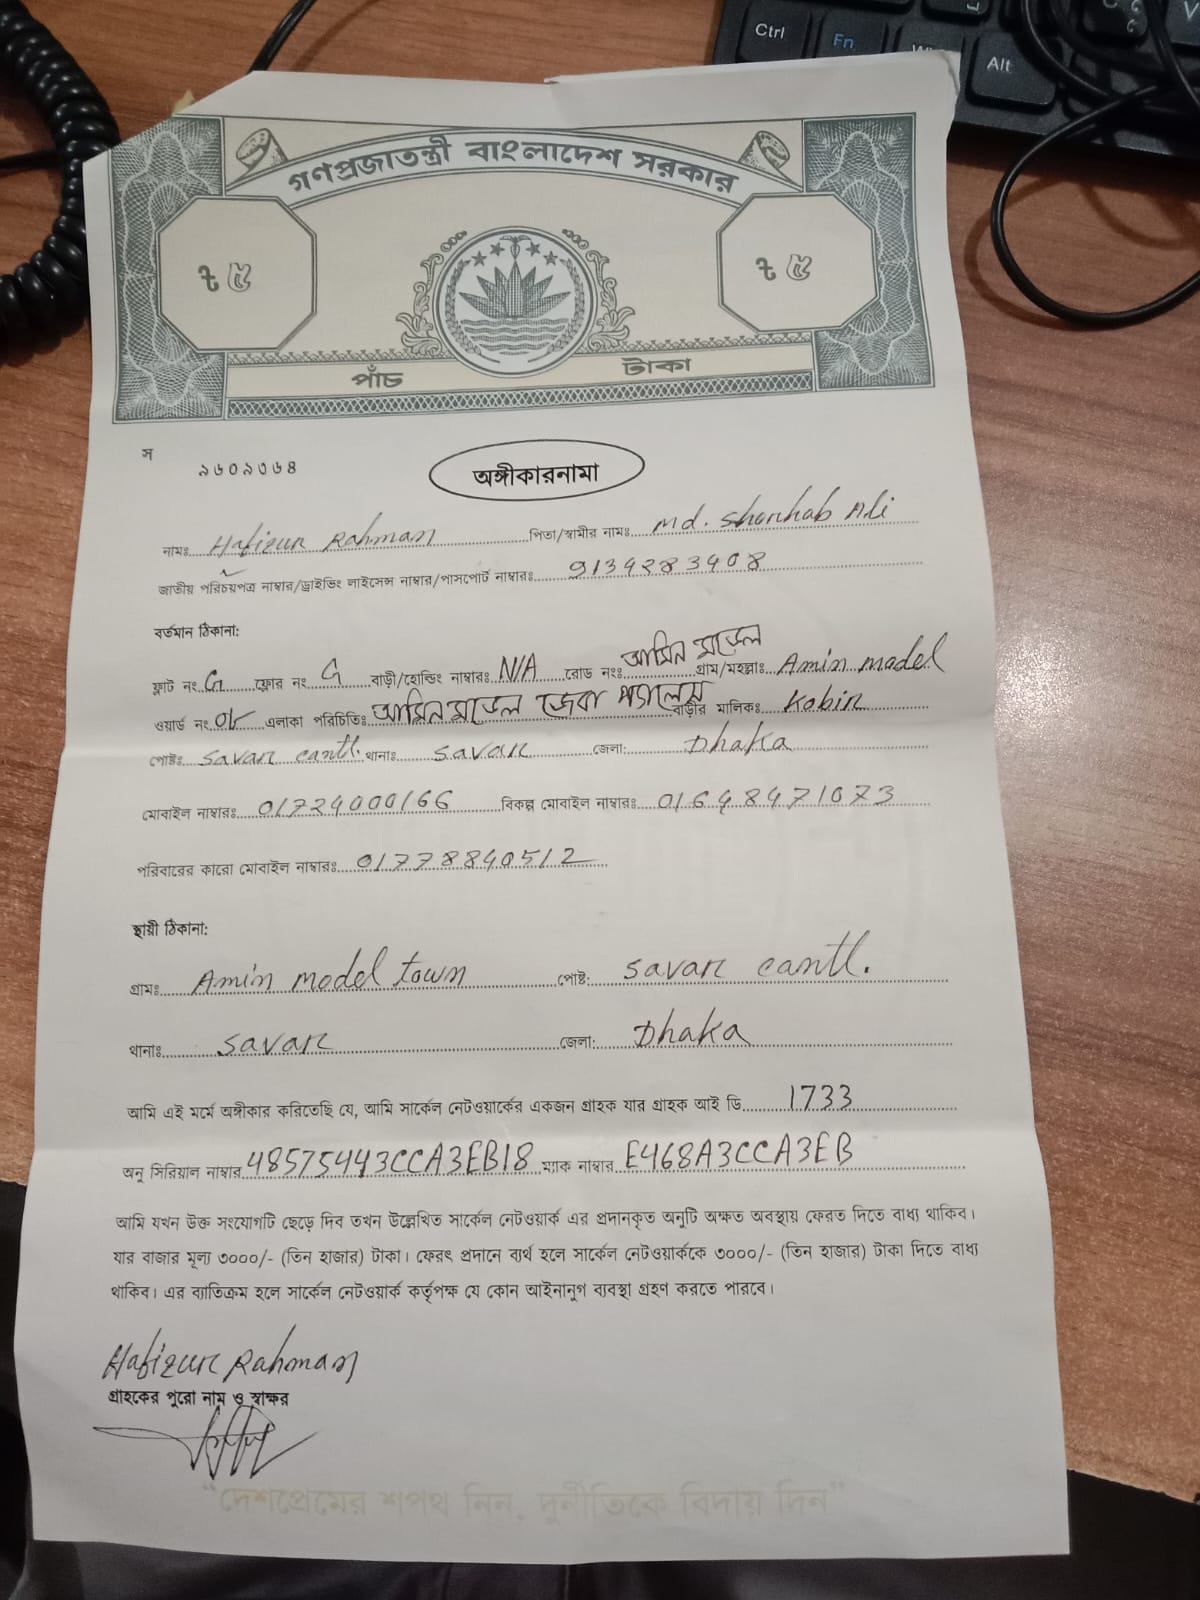 Ctrl Fn Alt
গণপ্রজাতন্ত্রী বাংলাদেশ সরকার
৳ ৫ ৳ ৫
পাঁচ টাকা
স ৯৬০৯৩৬৪
অঙ্গীকারনামা
নামঃ Hafizur Rahman পিতা/স্বামীর নামঃ Md. Shorhab Ali
জাতীয় পরিচয়পত্র নাম্বার/ড্রাইভিং লাইসেন্স নাম্বার/পাসপোর্ট নাম্বারঃ
বর্তমান ঠিকানা:
ফ্লাট নং G ফ্লোর নং G বাড়ী/হোল্ডিং নাম্বারঃ N/A রোড নংঃ আমিন মডেল গ্রাম/মহল্লাঃ Amin model
ওয়ার্ড নং এলাকা পরিচিতিঃ আমিন মডেল জেবা প্যালেস বাড়ীর মালিকঃ Kobir
পোষ্টঃ Savar cantt. থানাঃ Savar জেলা: Dhaka
মোবাইল নাম্বারঃ 01724000166 বিকল্প মোবাইল নাম্বারঃ 01648471073
পরিবারের কারো মোবাইল নাম্বারঃ 01778840512
স্থায়ী ঠিকানা:
গ্রামঃ Amin model town পোষ্ট: Savar cantt.
থানাঃ Savar জেলা: Dhaka
আমি এই মর্মে অঙ্গীকার করিতেছি যে, আমি সার্কেল নেটওয়ার্কের একজন গ্রাহক যার গ্রাহক আই ডি 1733
অনু সিরিয়াল নাম্বার 48575443CCA3EB18 ম্যাক নাম্বার E468A3CCA3EB
আমি যখন উক্ত সংযোগটি ছেড়ে দিব তখন উল্লেখিত সার্কেল নেটওয়ার্ক এর প্রদানকৃত অনুটি অক্ষত অবস্থায় ফেরত দিতে বাধ্য থাকিব।
যার বাজার মূল্য ৩০০০/- (তিন হাজার) টাকা। ফেরৎ প্রদানে ব্যর্থ হলে সার্কেল নেটওয়ার্ককে ৩০০০/- (তিন হাজার) টাকা দিতে বাধ্য
থাকিব। এর ব্যাতিক্রম হলে সার্কেল নেটওয়ার্ক কর্তৃপক্ষ যে কোন আইনানুগ ব্যবস্থা গ্রহণ করতে পারবে।
Hafizur Rahman
গ্রাহকের পুরো নাম ও স্বাক্ষর
“দেশপ্রেমের শপথ নিন, দুর্নীতিকে বিদায় দিন”